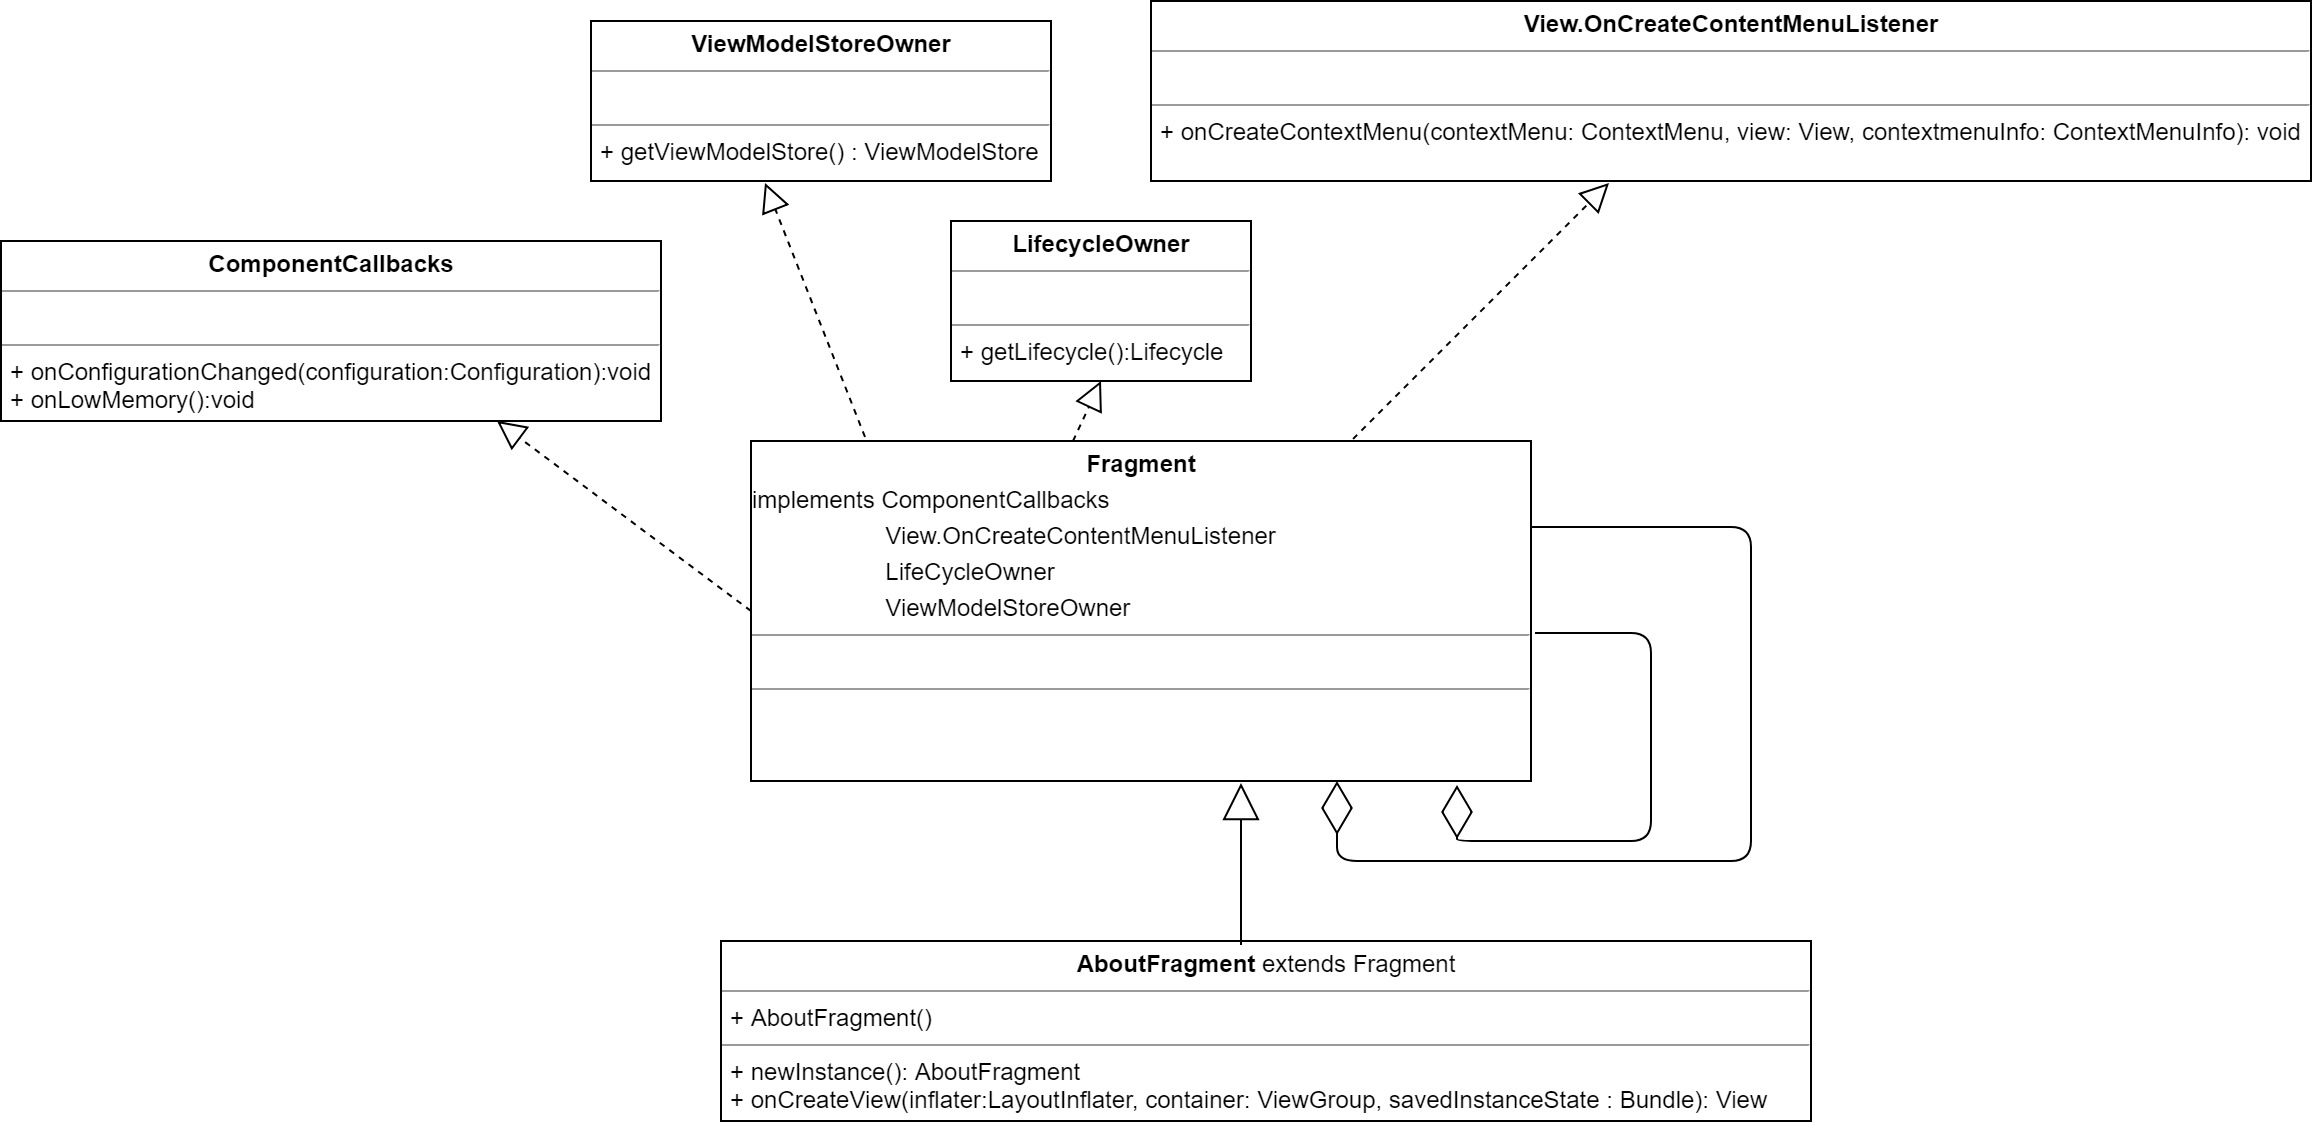 ViewModelStoreOwner
+ getViewModelStore() : ViewModelStore
View.OnCreateContentMenuListener
+ onCreateContextMenu(contextMenu: ContextMenu, view: View, contextmenuInfo: ContextMenuInfo): void
ComponentCallbacks
+ onConfigurationChanged(configuration:Configuration):void
+ onLowMemory():void
LifecycleOwner
+ getLifecycle():Lifecycle
Fragment
implements ComponentCallbacks
View.OnCreateContentMenuListener
LifeCycleOwner
ViewModelStoreOwner
AboutFragment extends Fragment
+ AboutFragment()
+ newInstance(): AboutFragment
+ onCreateView(inflater:LayoutInflater, container: ViewGroup, savedInstanceState : Bundle): View